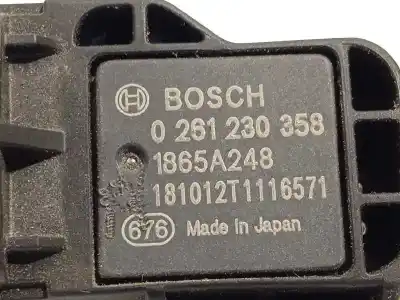 BOSCH
0 261 230 358
1865A248
181012T1116571
676 Made in Japan